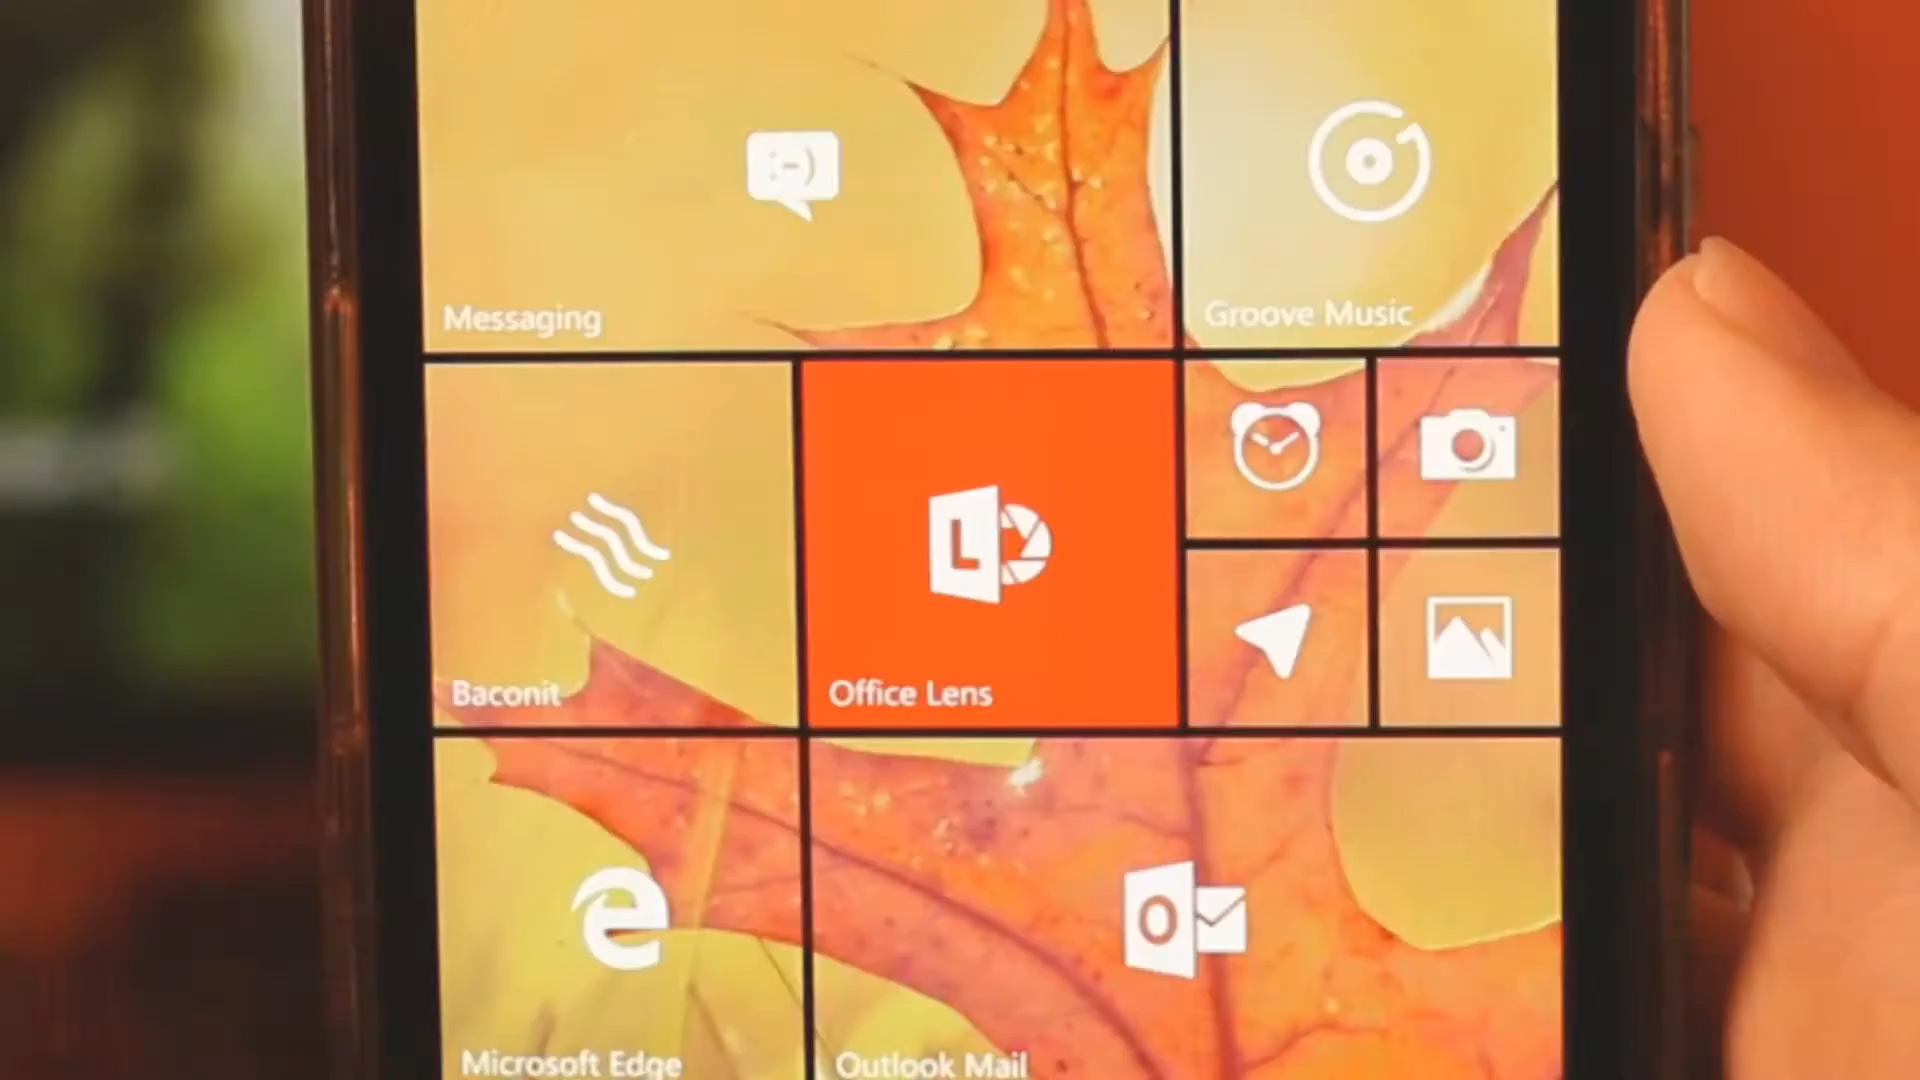 :-)
Messaging
Groove Music
L
Baconit
Office Lens
O
Microsoft Edge
Outlook Mail